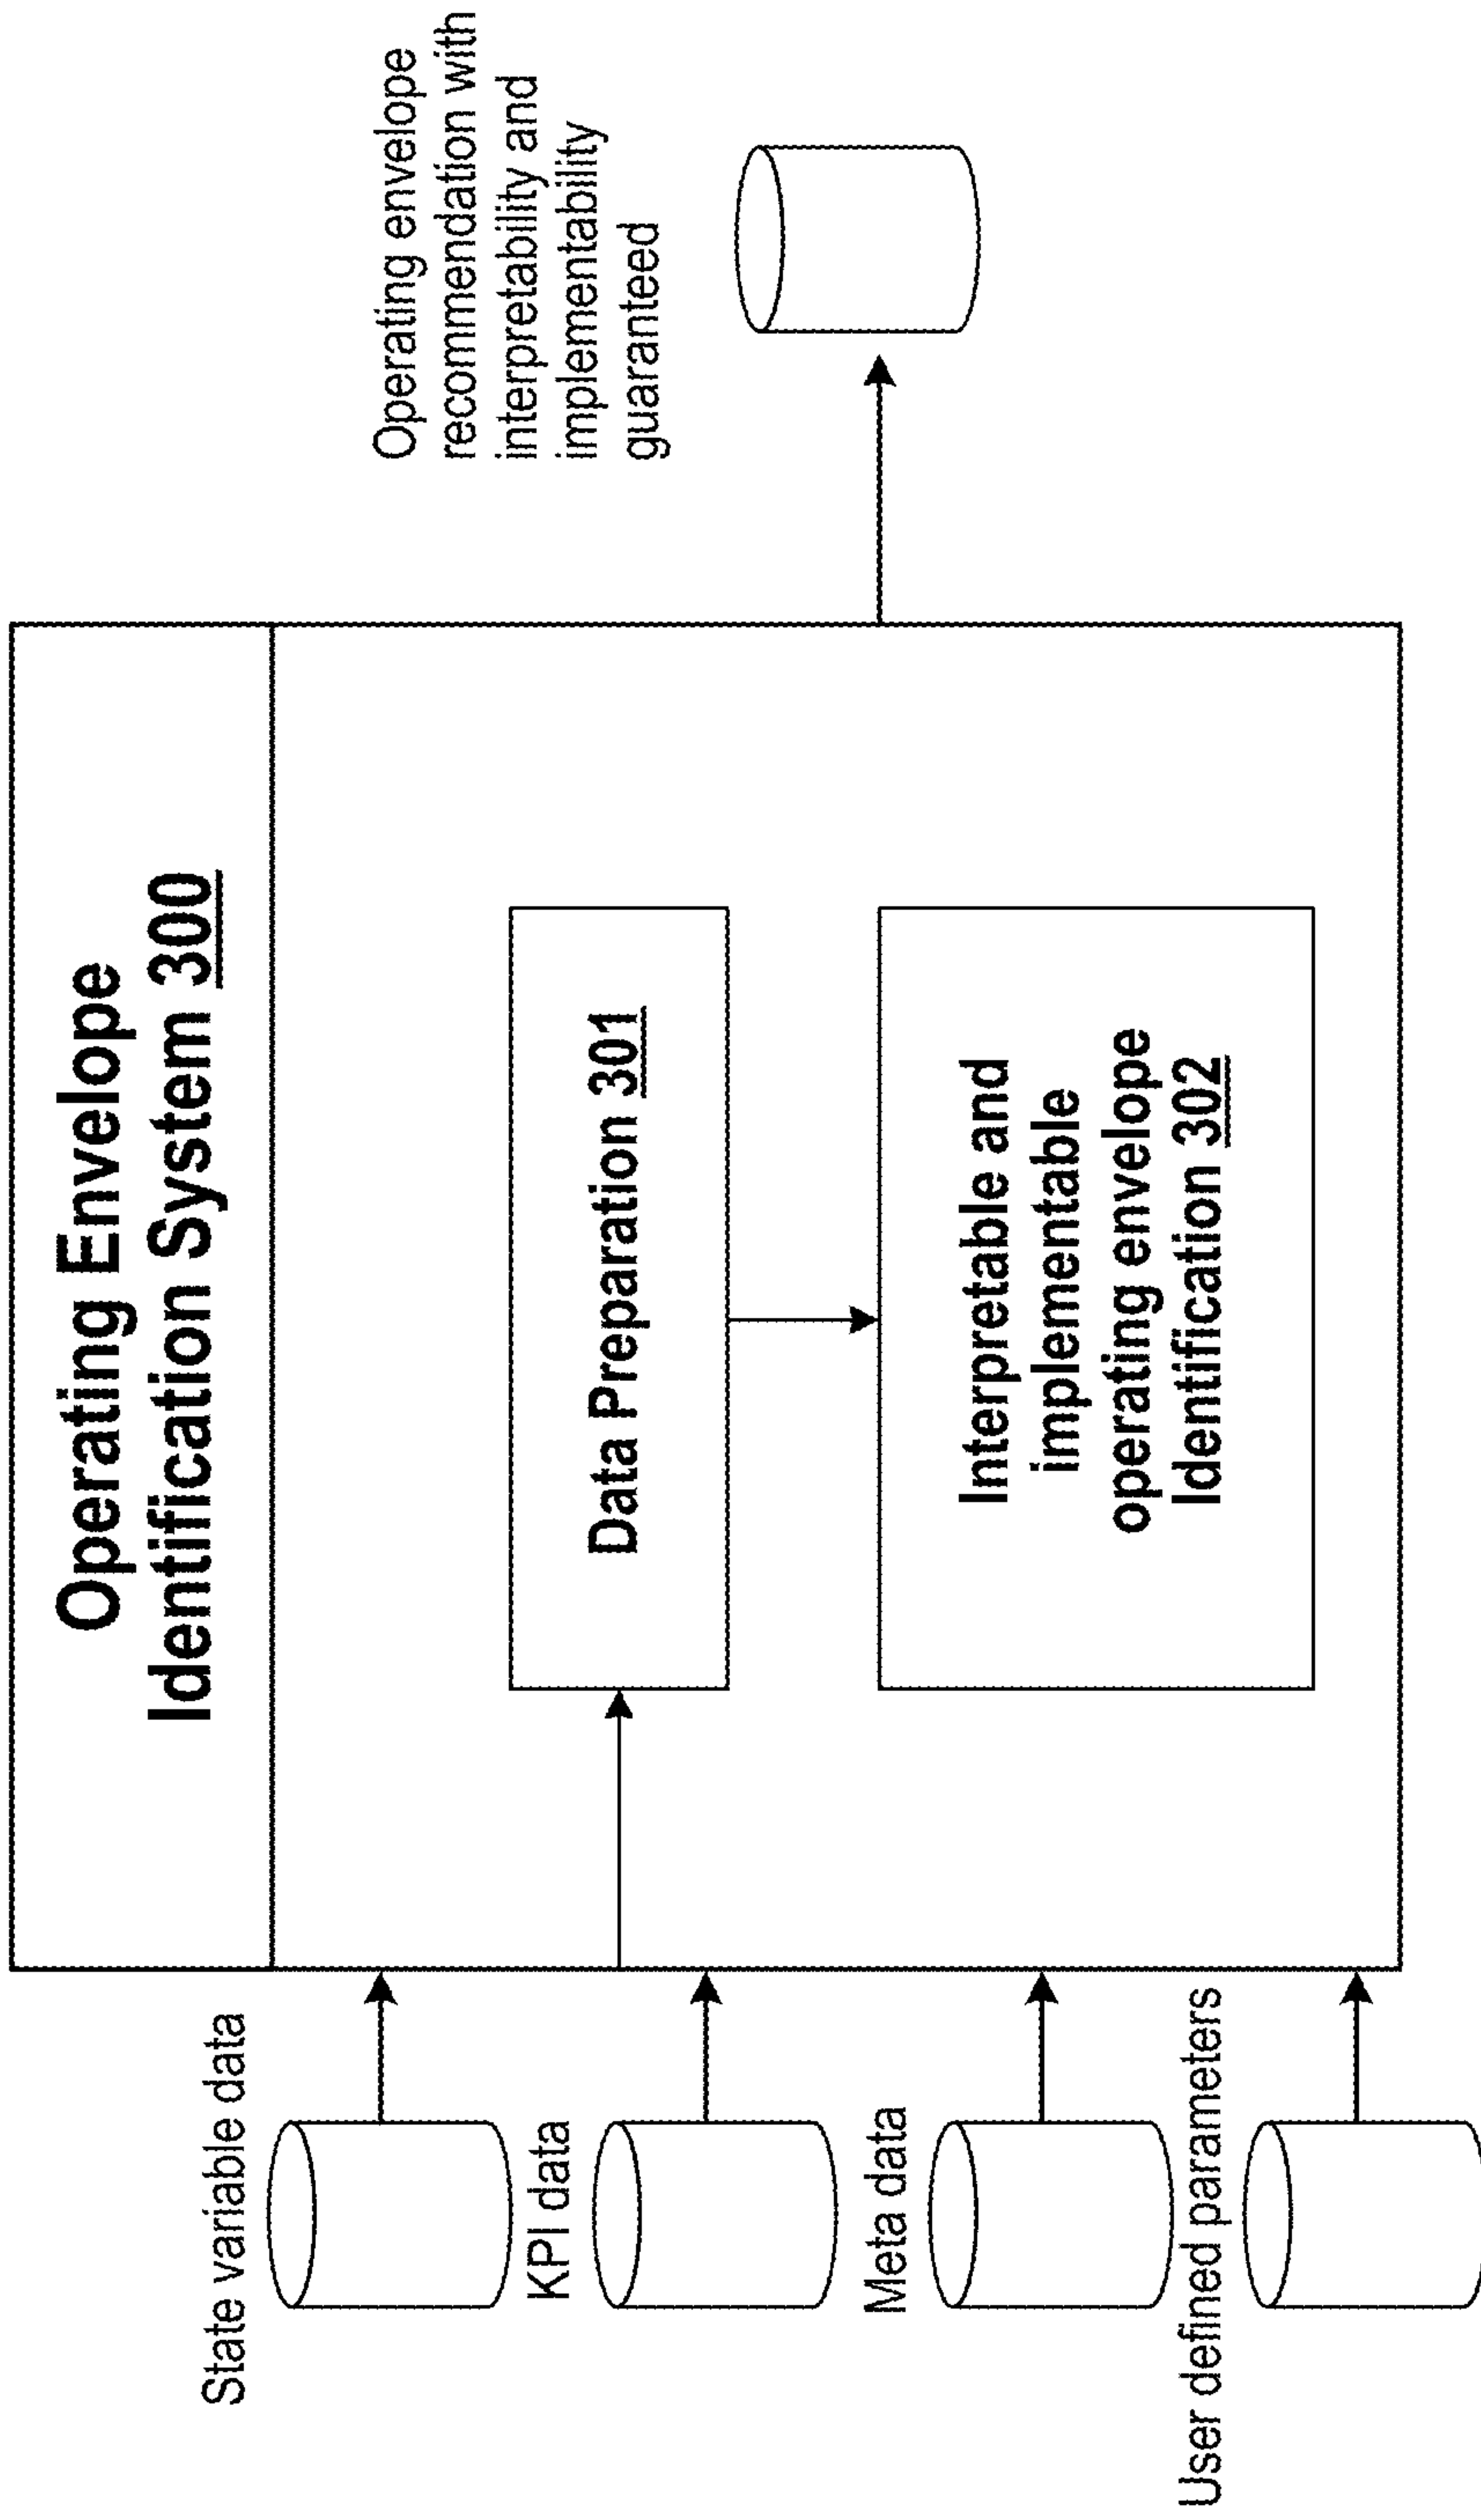 Operating Envelope
Identification System 300
State variable data
KPI data
Meta data
User defined parameters
Data Preparation 301
Interpretable and
implementable
operating envelope
Identification 302
Operating envelope
recommendation with
interpretability and
implementability
guaranteed